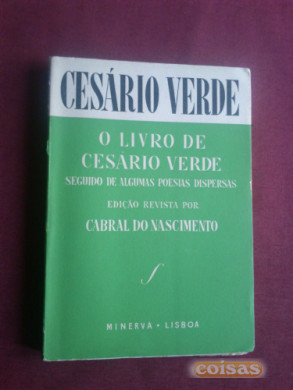 CESÁRIO VERDE
O LIVRO DE
CESÁRIO VERDE
SEGUIDO DE ALGUMAS POESIAS DISPERSAS
EDIÇÃO REVISTA POR
CABRAL DO NASCIMENTO
MINERVA • LISBOA
coisas